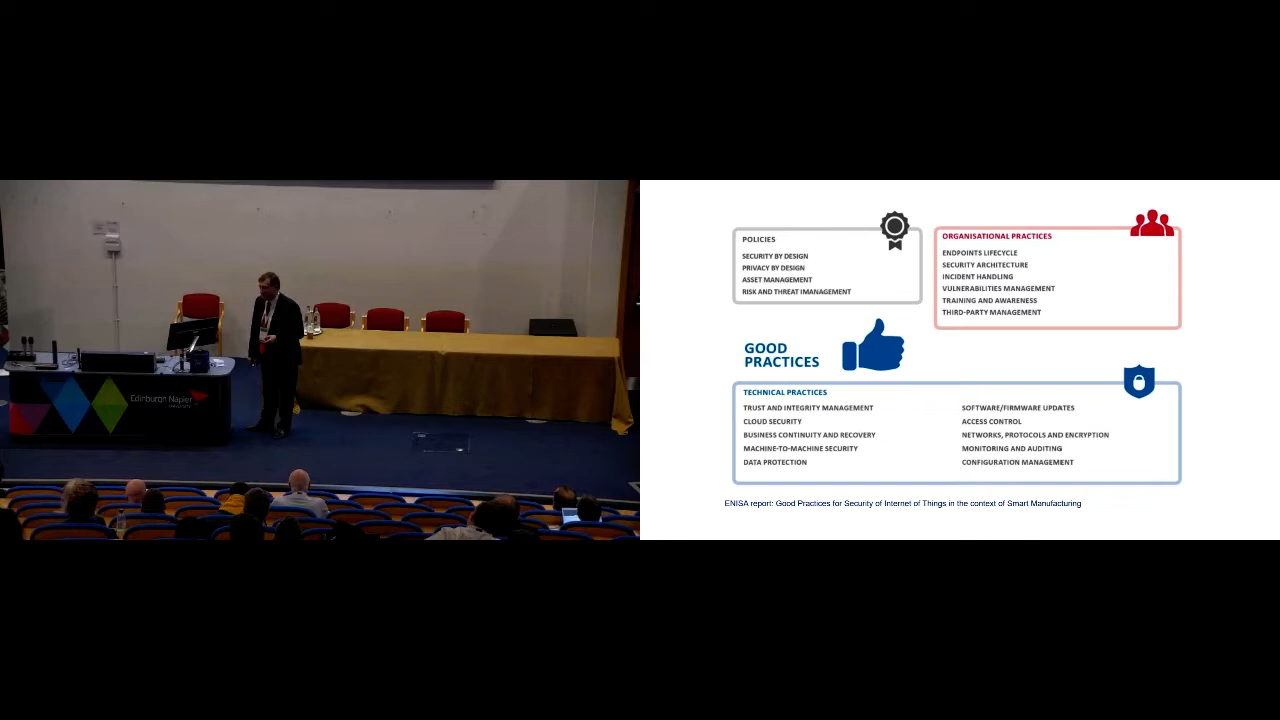 Edinburgh Napier
UNIVERSITY
POLICIES
SECURITY BY DESIGN
PRIVACY BY DESIGN
ASSET MANAGEMENT
RISK AND THREAT IMANAGEMENT
ORGANISATIONAL PRACTICES
ENDPOINTS LIFECYCLE
SECURITY ARCHITECTURE
INCIDENT HANDLING
VULNERABILITIES MANAGEMENT
TRAINING AND AWARENESS
THIRD-PARTY MANAGEMENT
GOOD
PRACTICES
TECHNICAL PRACTICES
TRUST AND INTEGRITY MANAGEMENT
CLOUD SECURITY
BUSINESS CONTINUITY AND RECOVERY
MACHINE-TO-MACHINE SECURITY
DATA PROTECTION
SOFTWARE/FIRMWARE UPDATES
ACCESS CONTROL
NETWORKS, PROTOCOLS AND ENCRYPTION
MONITORING AND AUDITING
CONFIGURATION MANAGEMENT
ENISA report: Good Practices for Security of Internet of Things in the context of Smart Manufacturing